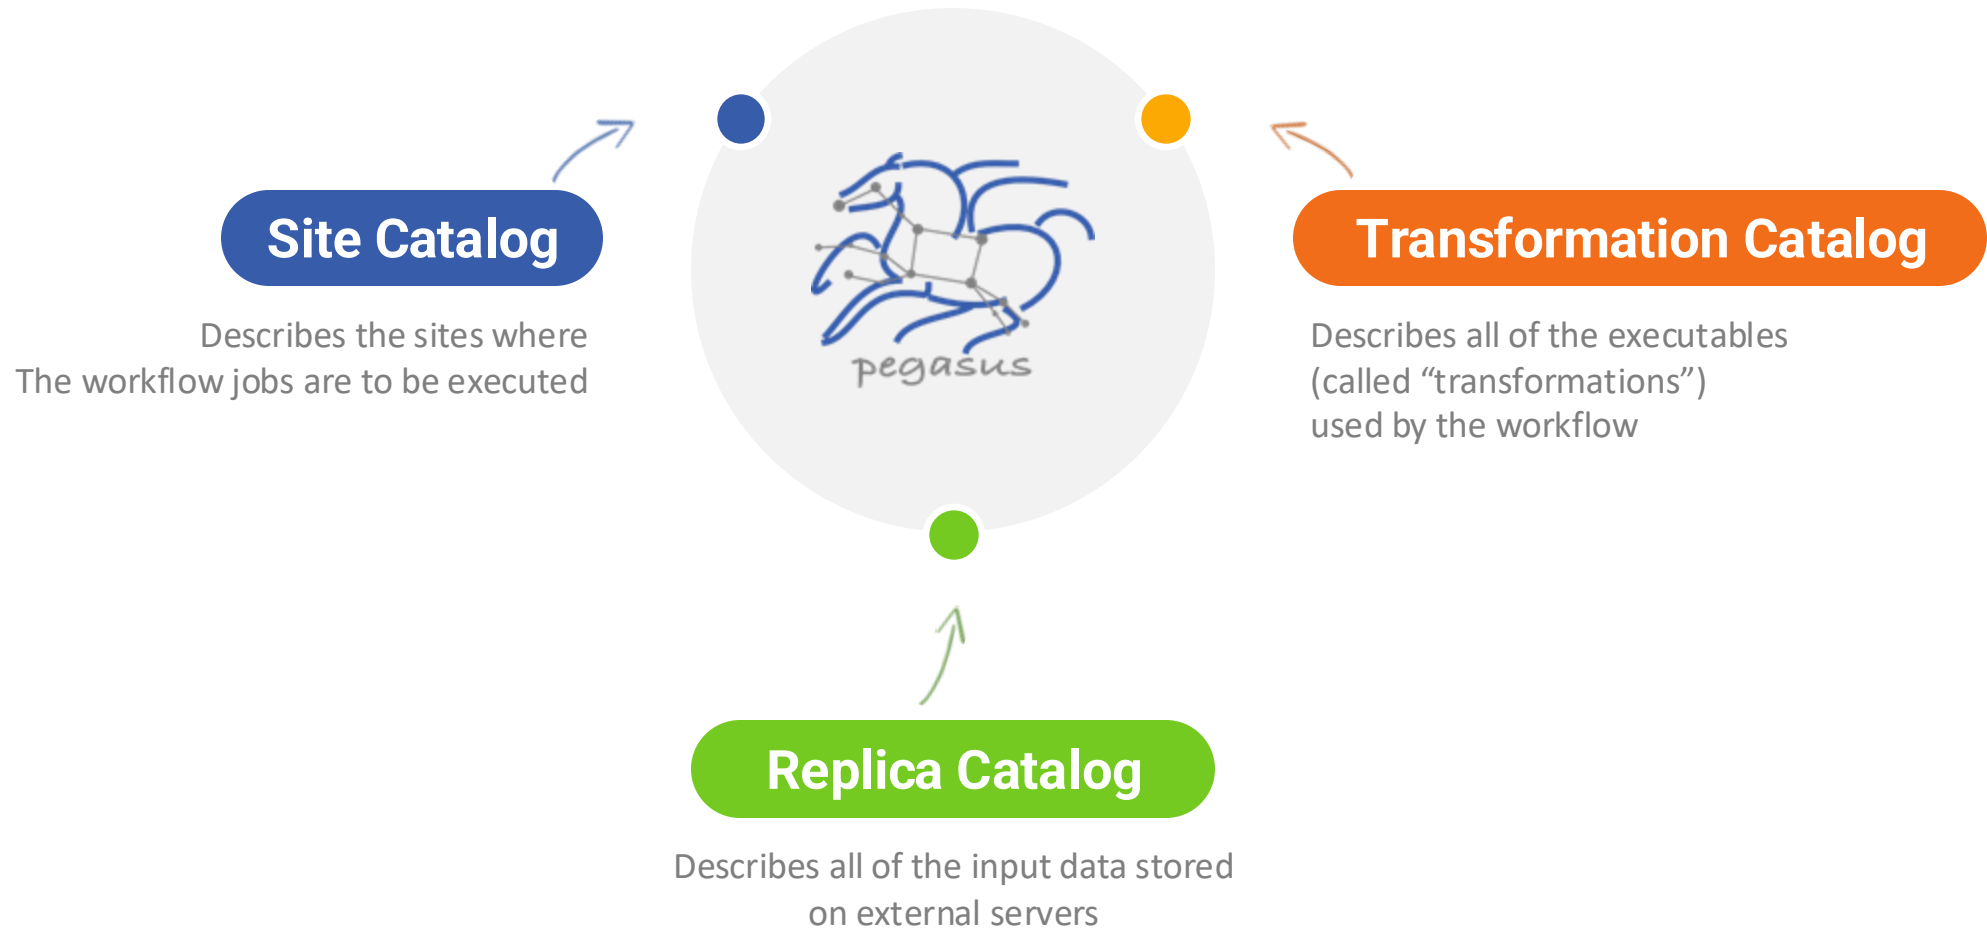 Site Catalog
Describes the sites where
The workflow jobs are to be executed
pegasus
Transformation Catalog
Describes all of the executables
(called “transformations”)
used by the workflow
Replica Catalog
Describes all of the input data stored
on external servers